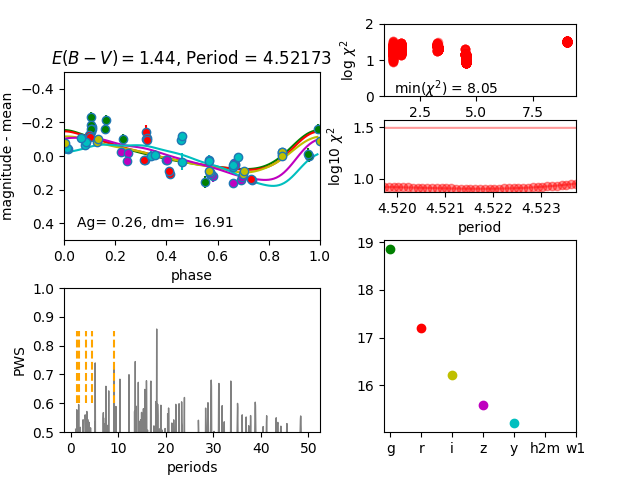 E(B − V) = 1.44, Period = 4.52173
magnitude - mean
−0.4
−0.2
0.0
0.2
0.4
Ag= 0.26, dm=  16.91
0.0 0.2 0.4 0.6 0.8 1.0
phase
log χ²
2
1
0
min(χ²) = 8.05
2.5 5.0 7.5
log10 χ²
1.5
1.0
4.520 4.521 4.522 4.523
period
PWS
1.0
0.9
0.8
0.7
0.6
0.5
0 10 20 30 40 50
periods
19
18
17
16
g r i z y h2m w1